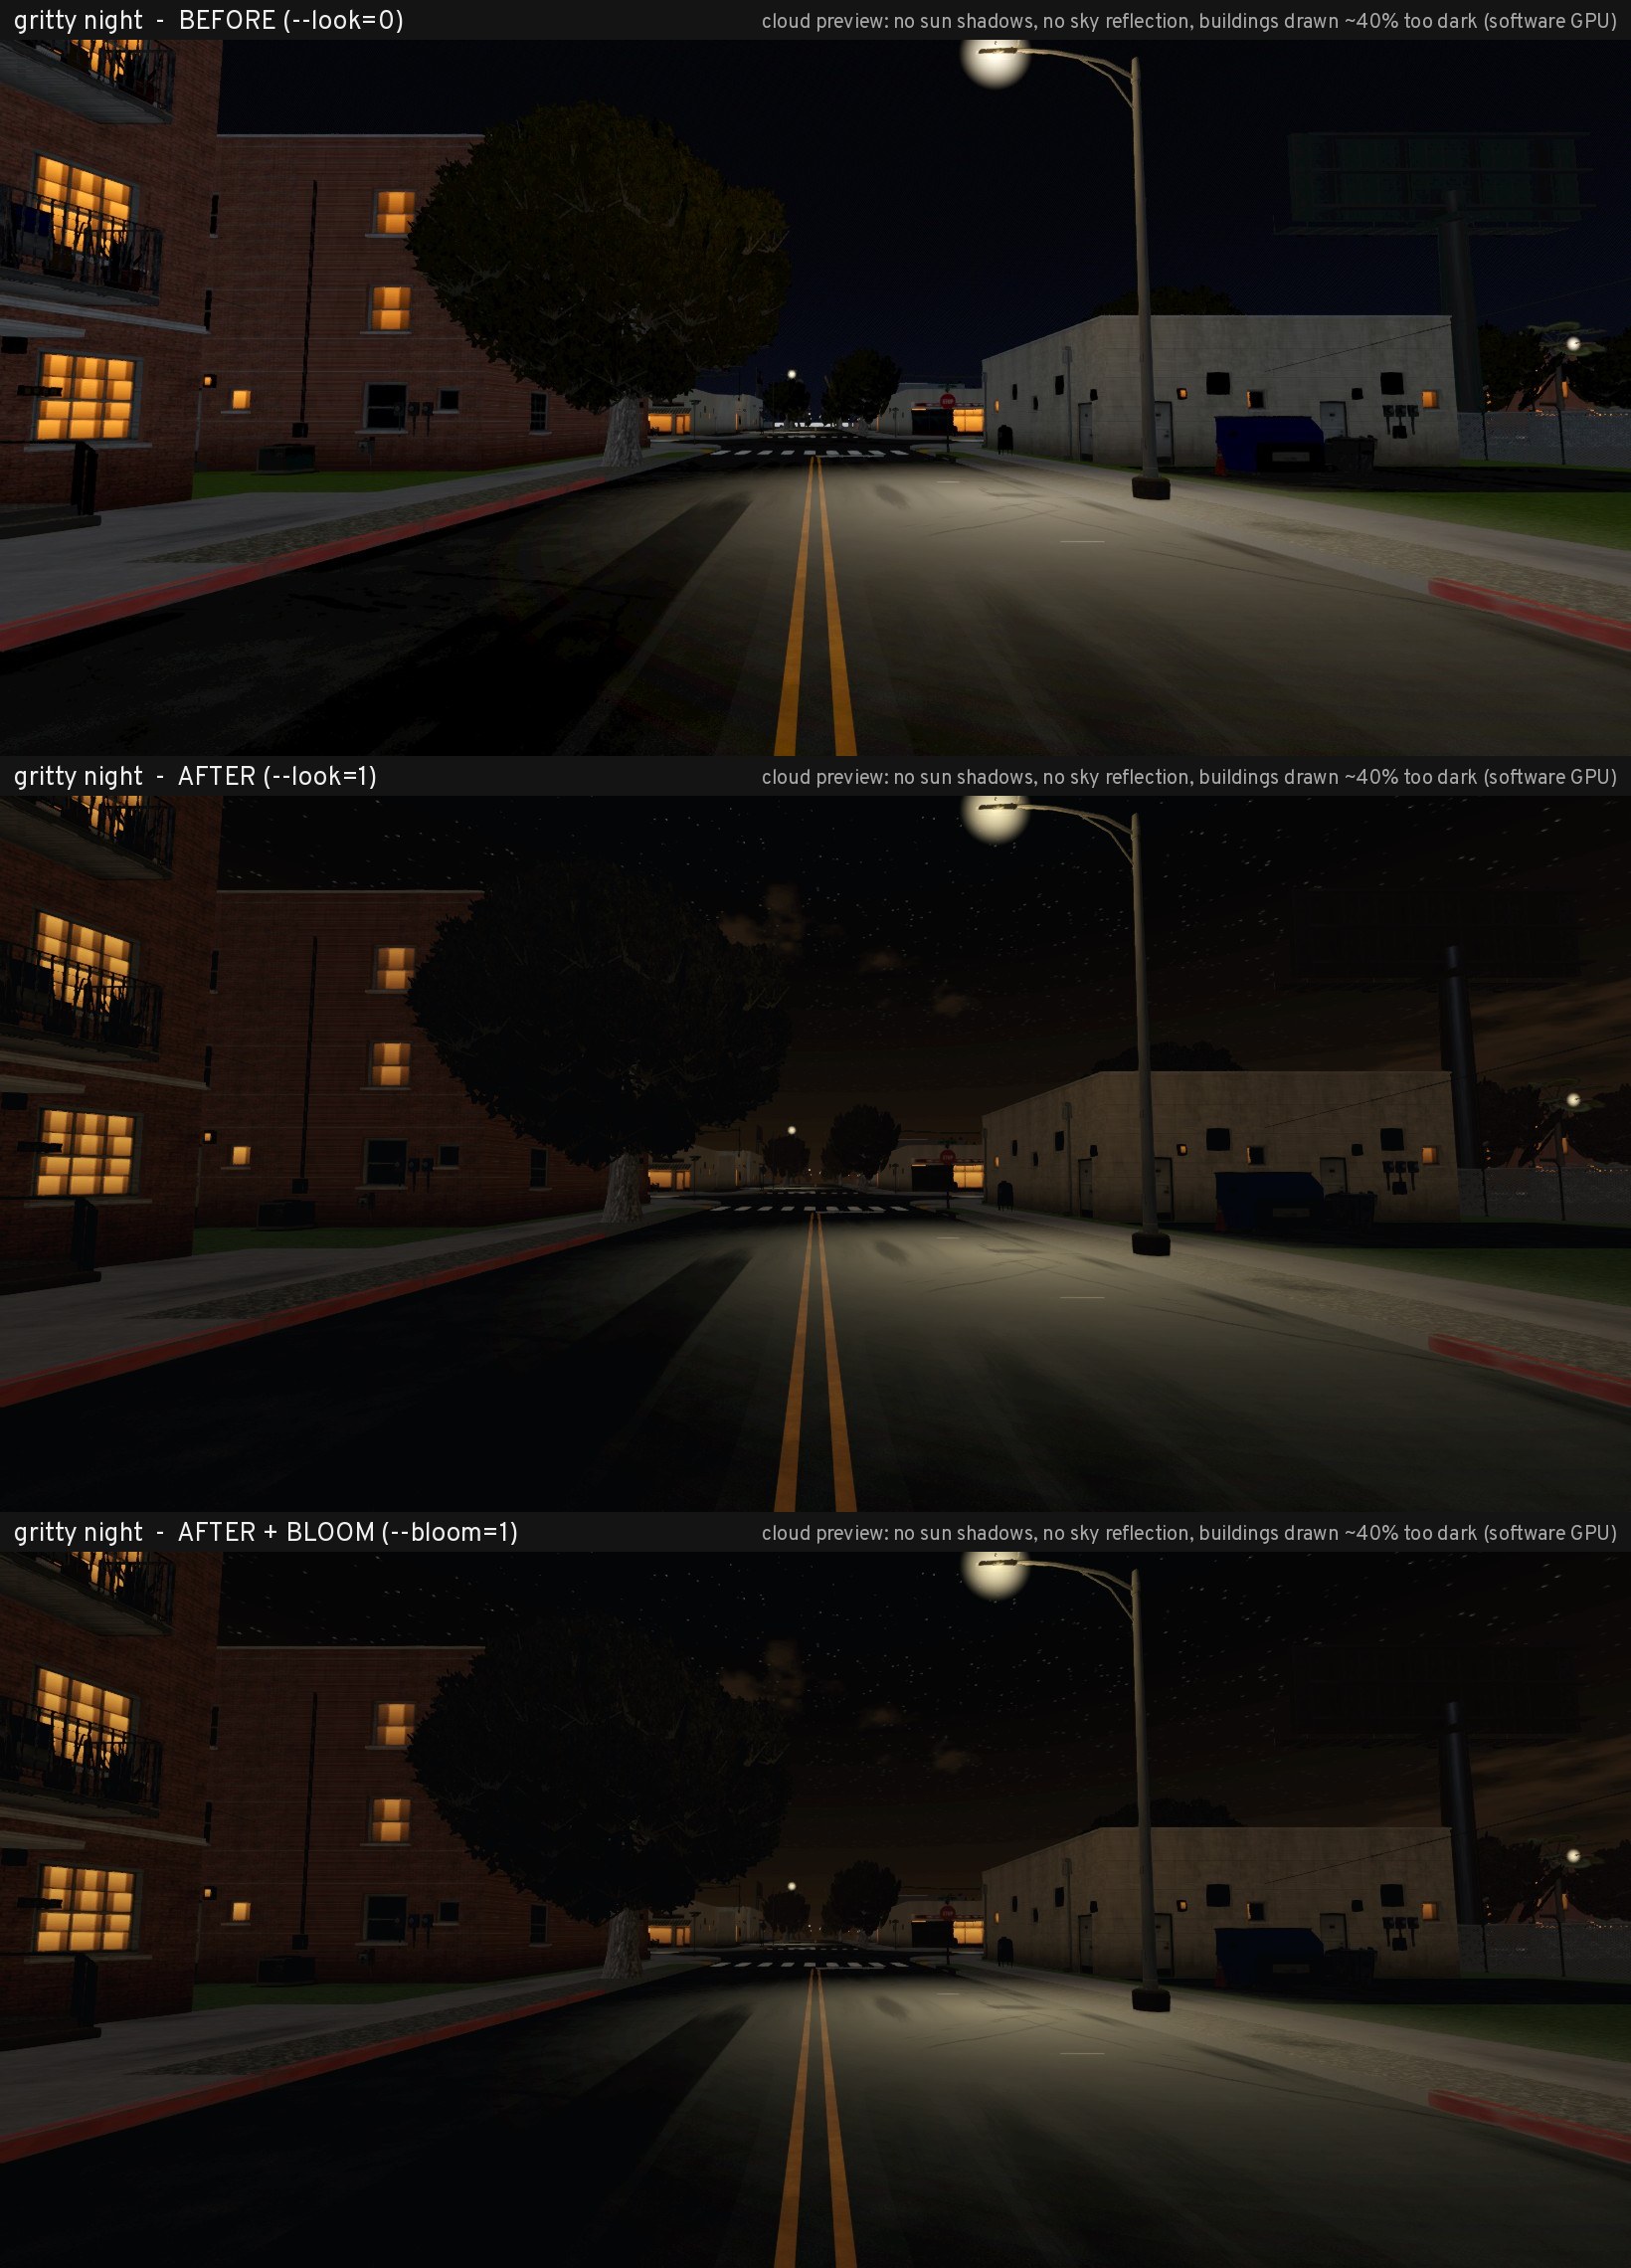 gritty night - BEFORE (--look=0)
cloud preview: no sun shadows, no sky reflection, buildings drawn ~40% too dark (software GPU)
STOP
gritty night - AFTER (--look=1)
cloud preview: no sun shadows, no sky reflection, buildings drawn ~40% too dark (software GPU)
STOP
gritty night - AFTER + BLOOM (--bloom=1)
cloud preview: no sun shadows, no sky reflection, buildings drawn ~40% too dark (software GPU)
STOP